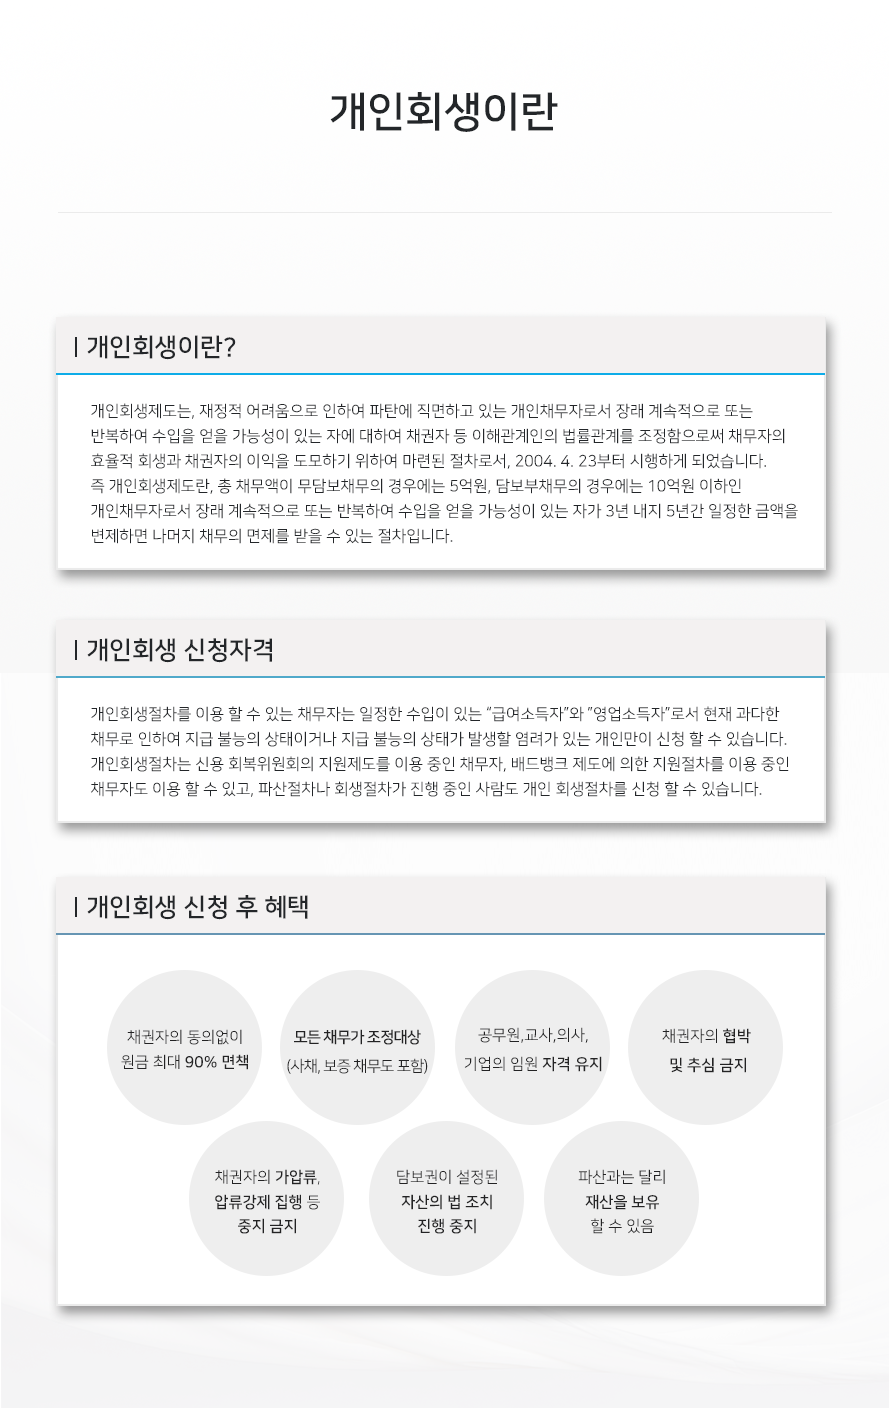 개인회생이란
개인회생이란?
개인회생제도는, 재정적 어려움으로 인하여 파탄에 직면하고 있는 개인채무자로서 장래 계속적으로 또는
반복하여 수입을 얻을 가능성이 있는 자에 대하여 채권자 등 이해관계인의 법률관계를 조정함으로써 채무자의
효율적 회생과 채권자의 이익을 도모하기 위하여 마련된 절차로서, 2004. 4. 23부터 시행하게 되었습니다.
즉 개인회생제도란, 총 채무액이 무담보채무의 경우에는 5억원, 담보부채무의 경우에는 10억원 이하인
개인채무자로서 장래 계속적으로 또는 반복하여 수입을 얻을 가능성이 있는 자가 3년 내지 5년간 일정한 금액을
변제하면 나머지 채무의 면제를 받을 수 있는 절차입니다.
개인회생 신청자격
개인회생절차를 이용 할 수 있는 채무자는 일정한 수입이 있는 “급여소득자”와 ”영업소득자”로서 현재 과다한
채무로 인하여 지급 불능의 상태이거나 지급 불능의 상태가 발생할 염려가 있는 개인만이 신청 할 수 있습니다.
개인회생절차는 신용 회복위원회의 지원제도를 이용 중인 채무자, 배드뱅크 제도에 의한 지원절차를 이용 중인
채무자도 이용 할 수 있고, 파산절차나 회생절차가 진행 중인 사람도 개인 회생절차를 신청 할 수 있습니다.
개인회생 신청 후 혜택
채권자의 동의없이
원금 최대 90% 면책
모든 채무가 조정대상
(사채, 보증 채무도 포함)
공무원,교사,의사,
기업의 임원 자격 유지
채권자의 협박
및 추심 금지
채권자의 가압류,
압류강제 집행 등
중지 금지
담보권이 설정된
자산의 법 조치
진행 중지
파산과는 달리
재산을 보유
할 수 있음